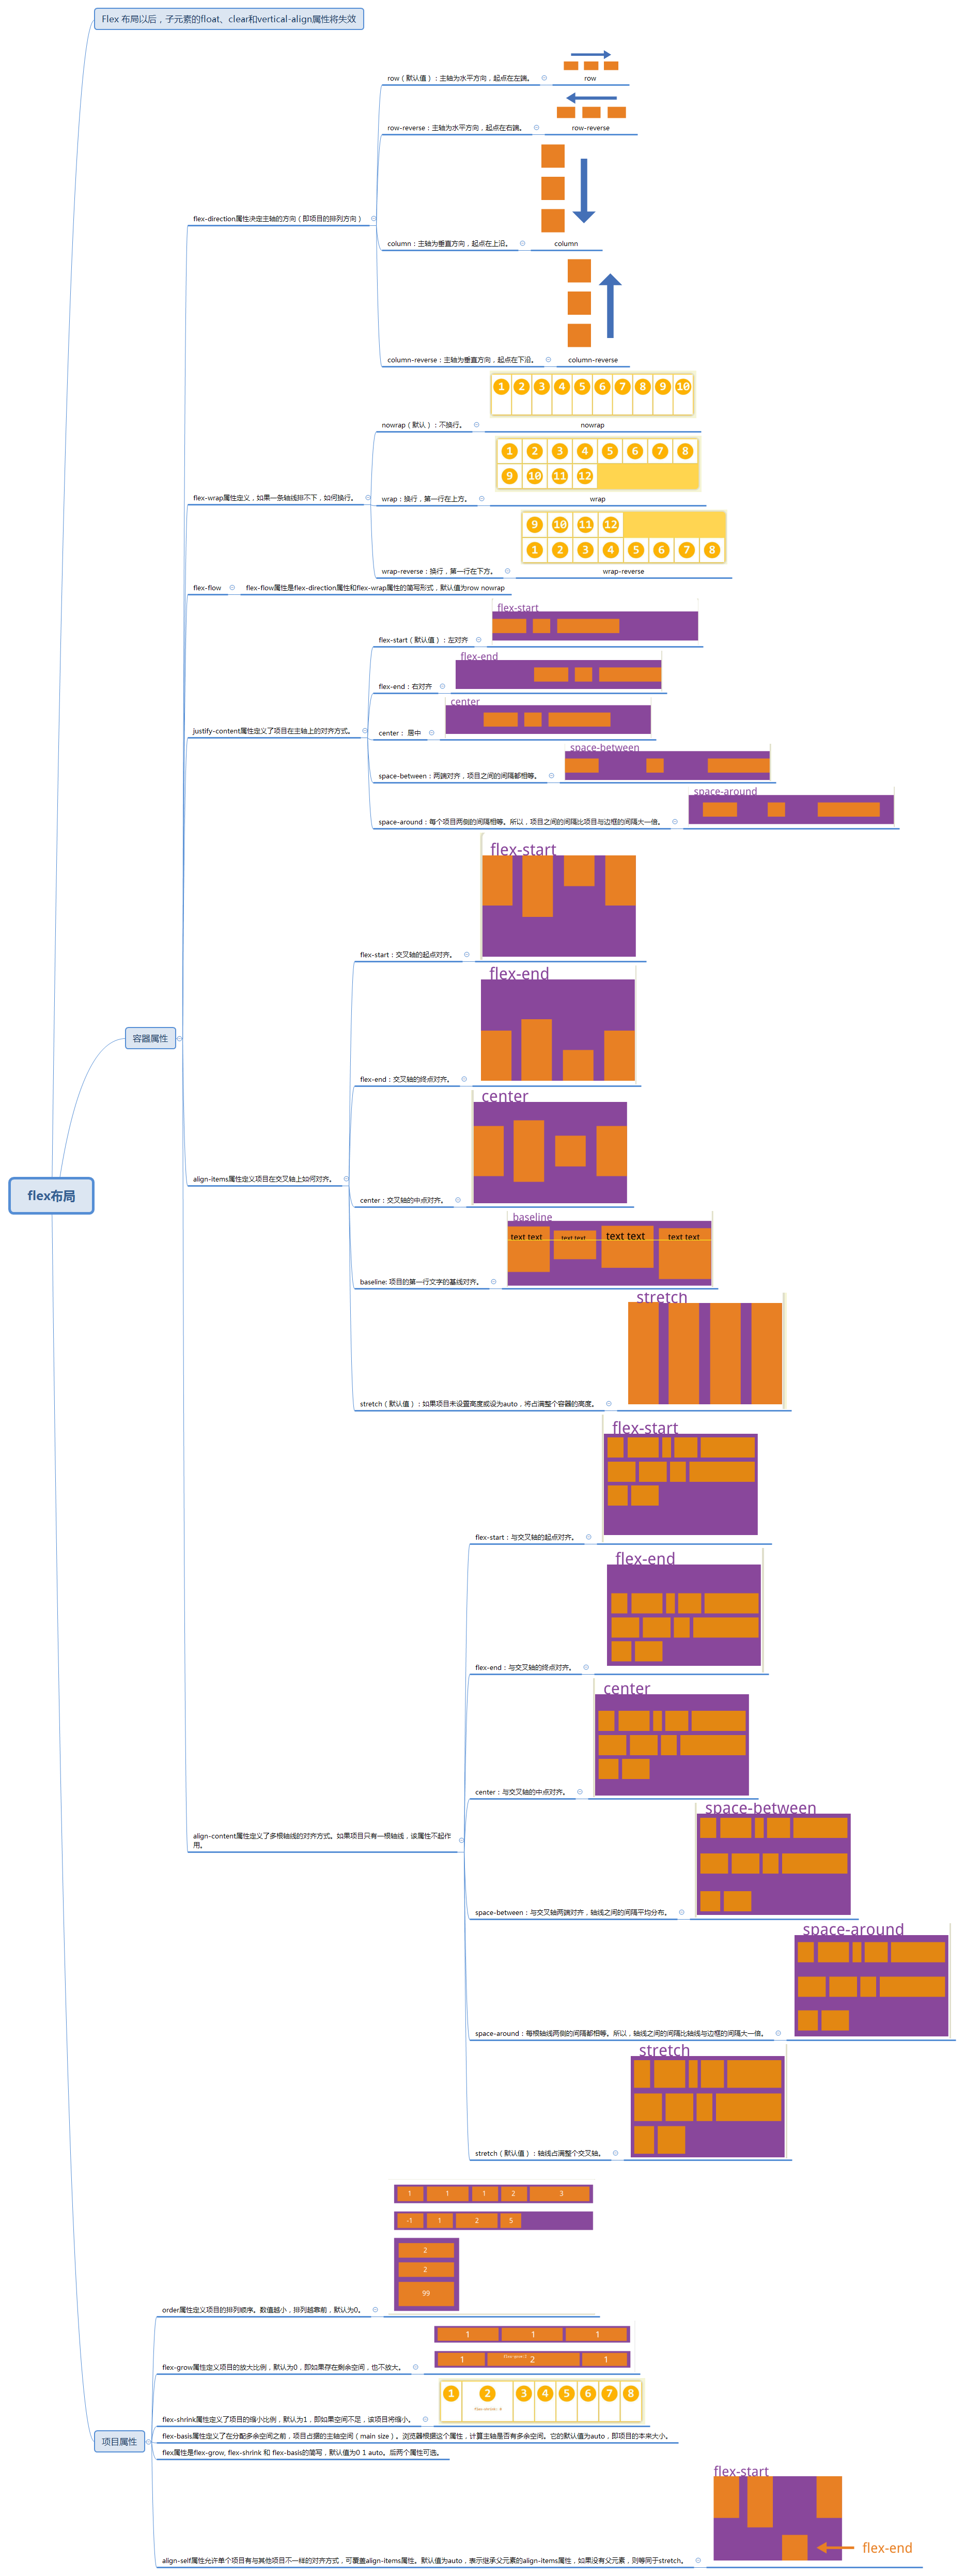 Flex 布局以后，子元素的float、clear和vertical-align属性将失效
flex布局
容器属性
flex-direction属性决定主轴的方向（即项目的排列方向）
row（默认值）：主轴为水平方向，起点在左端。
row
row-reverse：主轴为水平方向，起点在右端。
row-reverse
column：主轴为垂直方向，起点在上沿。
column
column-reverse：主轴为垂直方向，起点在下沿。
column-reverse
flex-wrap属性定义，如果一条轴线排不下，如何换行。
1 2 3 4 5 6 7 8 9 10
nowrap（默认）：不换行。
nowrap
1 2 3 4 5 6 7 8
9 10 11 12
wrap：换行，第一行在上方。
wrap
9 10 11 12
1 2 3 4 5 6 7 8
wrap-reverse：换行，第一行在下方。
wrap-reverse
flex-flow
flex-flow属性是flex-direction属性和flex-wrap属性的简写形式，默认值为row nowrap
justify-content属性定义了项目在主轴上的对齐方式。
flex-start
flex-start（默认值）：左对齐
flex-end
flex-end：右对齐
center
center： 居中
space-between
space-between：两端对齐，项目之间的间隔都相等。
space-around
space-around：每个项目两侧的间隔相等。所以，项目之间的间隔比项目与边框的间隔大一倍。
align-items属性定义项目在交叉轴上如何对齐。
flex-start
flex-start：交叉轴的起点对齐。
flex-end
flex-end：交叉轴的终点对齐。
center
center：交叉轴的中点对齐。
baseline
text text text text text text text text
baseline: 项目的第一行文字的基线对齐。
stretch
stretch（默认值）：如果项目未设置高度或设为auto，将占满整个容器的高度。
align-content属性定义了多根轴线的对齐方式。如果项目只有一根轴线，该属性不起作
用。
flex-start
flex-start：与交叉轴的起点对齐。
flex-end
flex-end：与交叉轴的终点对齐。
center
center：与交叉轴的中点对齐。
space-between
space-between：与交叉轴两端对齐，轴线之间的间隔平均分布。
space-around
space-around：每根轴线两侧的间隔都相等。所以，轴线之间的间隔比轴线与边框的间隔大一倍。
stretch
stretch（默认值）：轴线占满整个交叉轴。
项目属性
1 1 1 2 3
-1 1 2 5
2
2
99
order属性定义项目的排列顺序。数值越小，排列越靠前，默认为0。
1 1 1
1 2 1
flex-grow属性定义项目的放大比例，默认为0，即如果存在剩余空间，也不放大。
1 2 3 4 5 6 7 8
flex-shrink属性定义了项目的缩小比例，默认为1，即如果空间不足，该项目将缩小。
flex-basis属性定义了在分配多余空间之前，项目占据的主轴空间（main size）。浏览器根据这个属性，计算主轴是否有多余空间。它的默认值为auto，即项目的本来大小。
flex属性是flex-grow, flex-shrink 和 flex-basis的简写，默认值为0 1 auto。后两个属性可选。
flex-start
flex-end
align-self属性允许单个项目有与其他项目不一样的对齐方式，可覆盖align-items属性。默认值为auto，表示继承父元素的align-items属性，如果没有父元素，则等同于stretch。